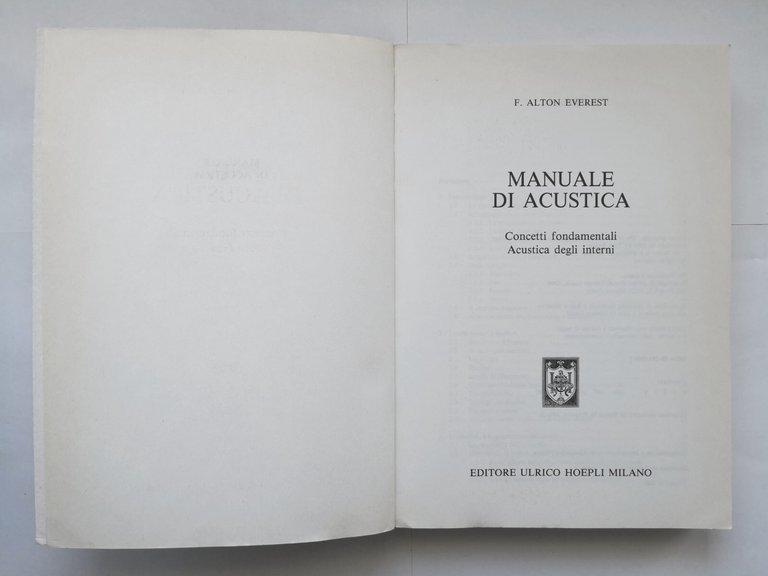 F. ALTON EVEREST
MANUALE
DI ACUSTICA
Concetti fondamentali
Acustica degli interni
EDITORE ULRICO HOEPLI MILANO